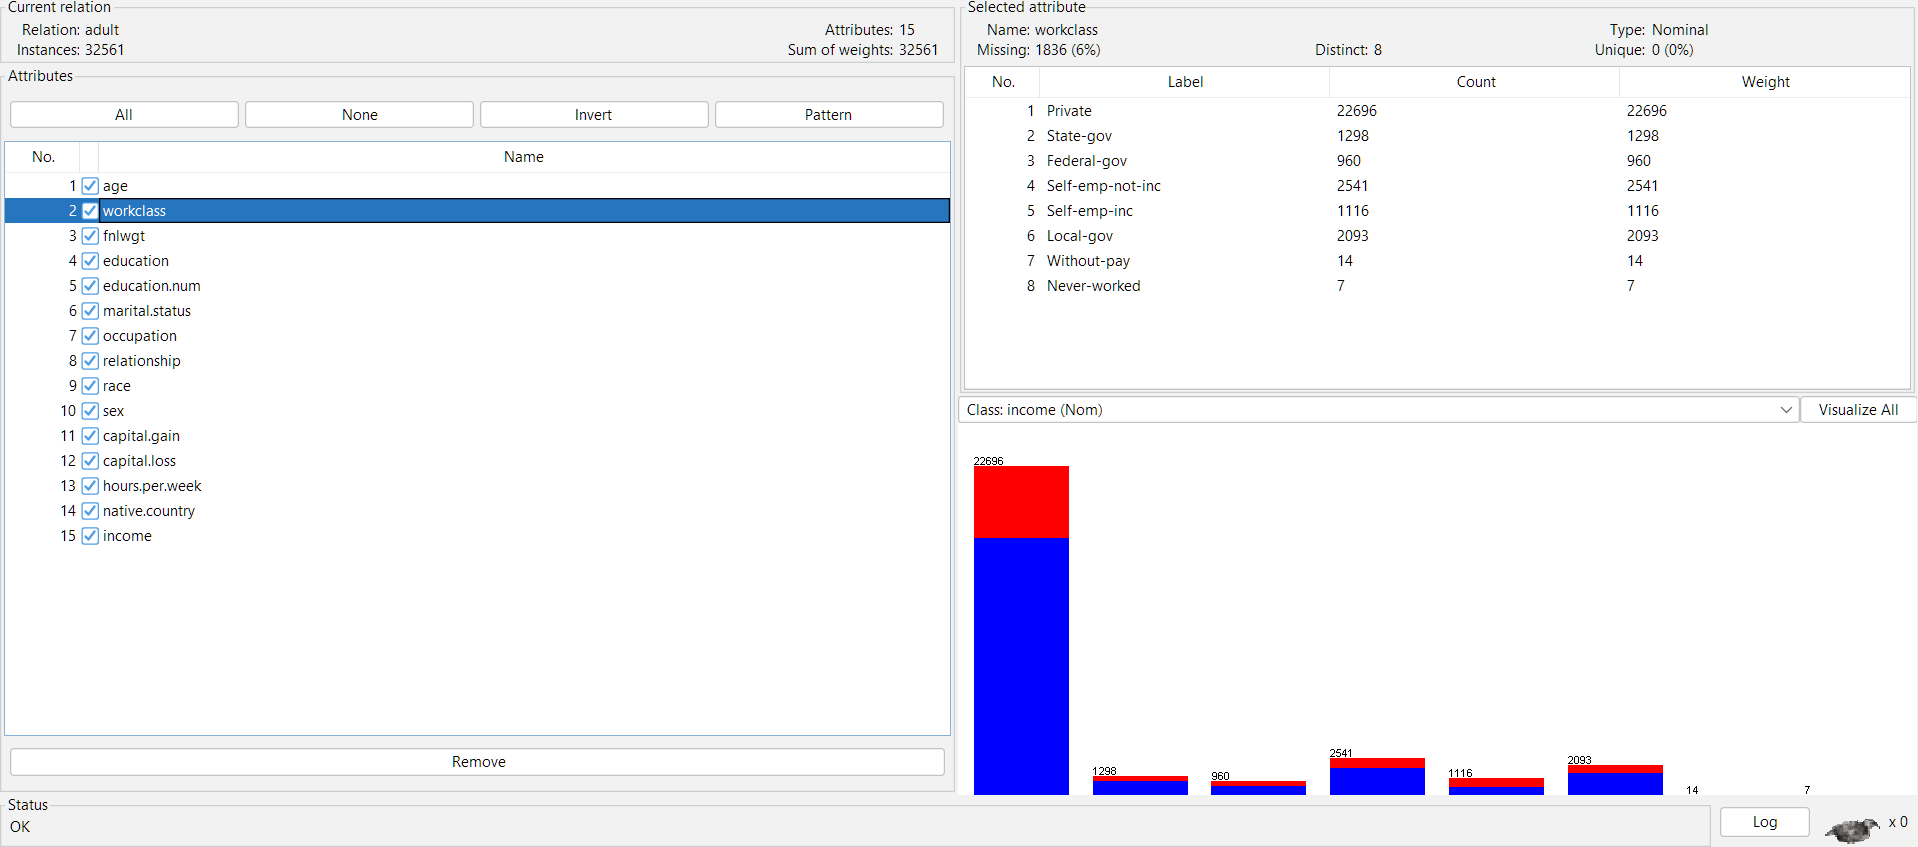 Current relation
Relation: adult
Attributes: 15
Instances: 32561
Sum of weights: 32561
Attributes
All
None
Invert
Pattern
No.
Name
1 age
2 workclass
3 fnlwgt
4 education
5 education.num
6 marital.status
7 occupation
8 relationship
9 race
10 sex
11 capital.gain
12 capital.loss
13 hours.per.week
14 native.country
15 income
Remove
Selected attribute
Name: workclass
Type: Nominal
Missing: 1836 (6%)
Distinct: 8
Unique: 0 (0%)
No. Label Count Weight
1 Private 22696 22696
2 State-gov 1298 1298
3 Federal-gov 960 960
4 Self-emp-not-inc 2541 2541
5 Self-emp-inc 1116 1116
6 Local-gov 2093 2093
7 Without-pay 14 14
8 Never-worked 7 7
Class: income (Nom)
Visualize All
22696
1298
960
2541
1116
2093
14
7
Status
OK
Log
x 0